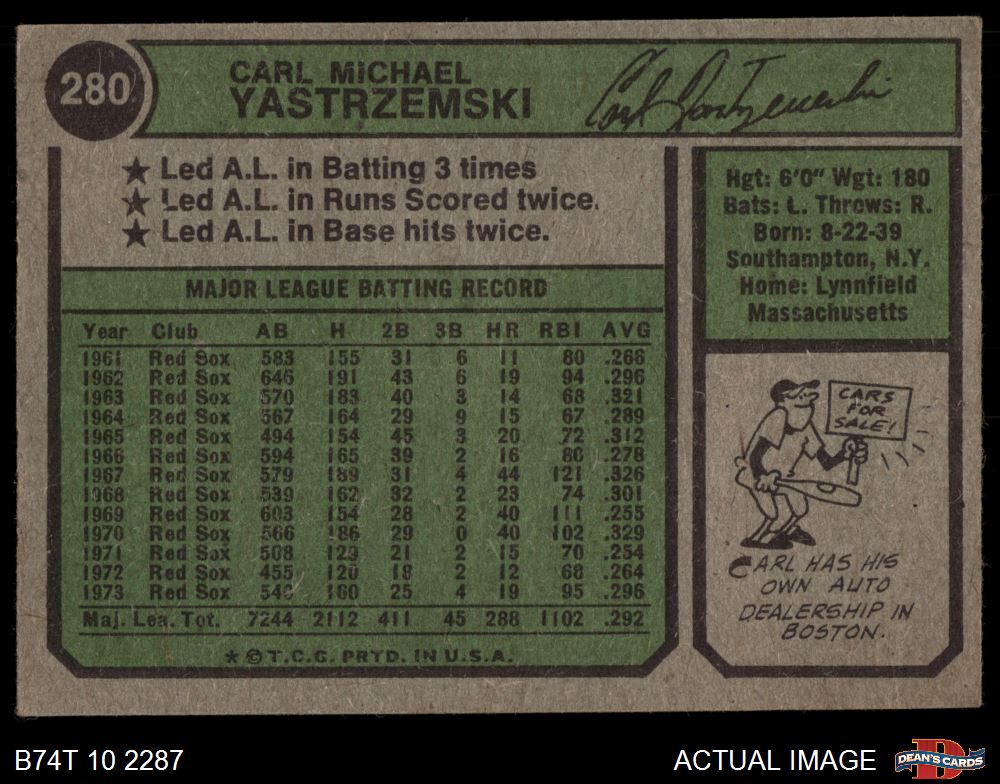 280
CARL MICHAEL
YASTRZEMSKI
Carl Yastrzemski
★ Led A.L. in Batting 3 times
★ Led A.L. in Runs Scored twice.
★ Led A.L. in Base hits twice.
Hgt: 6'0" Wgt: 180
Bats: L. Throws: R.
Born: 8-22-39
Southampton, N.Y.
Home: Lynnfield
Massachusetts
MAJOR LEAGUE BATTING RECORD
Year Club AB H 2B 3B HR RBI AVG
1961 Red Sox 583 155 31 6 11 80 .266
1962 Red Sox 646 191 43 6 19 94 .296
1963 Red Sox 570 183 40 3 14 68 .321
1964 Red Sox 567 164 29 9 15 67 .289
1965 Red Sox 494 154 45 3 20 72 .312
1966 Red Sox 594 165 39 2 16 80 .278
1967 Red Sox 579 189 31 4 44 121 .326
1968 Red Sox 539 162 32 2 23 74 .301
1969 Red Sox 603 154 28 2 40 111 .255
1970 Red Sox 566 186 29 0 40 102 .329
1971 Red Sox 508 129 21 2 15 70 .254
1972 Red Sox 455 120 18 2 12 68 .264
1973 Red Sox 540 160 25 4 19 95 .296
Maj. Lea. Tot. 7244 2112 411 45 288 1102 .292
★ © T.C.G. PRTD. IN U.S.A.
CARS
FOR
SALE!
CARL HAS HIS
OWN AUTO
DEALERSHIP IN
BOSTON.
B74T 10 2287
ACTUAL IMAGE
D
DEAN'S CARDS